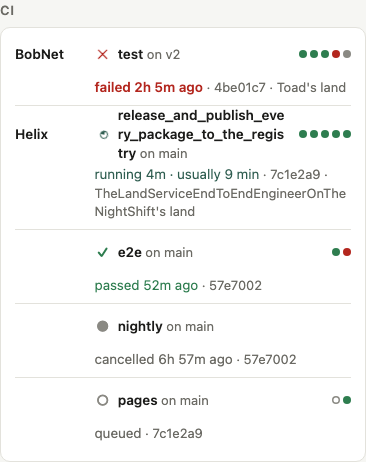 CI
BobNet test on v2
failed 2h 5m ago · 4be01c7 · Toad's land
release_and_publish_eve
Helix ry_package_to_the_regis
try on main
running 4m · usually 9 min · 7c1e2a9 ·
TheLandServiceEndToEndEngineerOnThe
NightShift's land
e2e on main
passed 52m ago · 57e7002
nightly on main
cancelled 6h 57m ago · 57e7002
pages on main
queued · 7c1e2a9